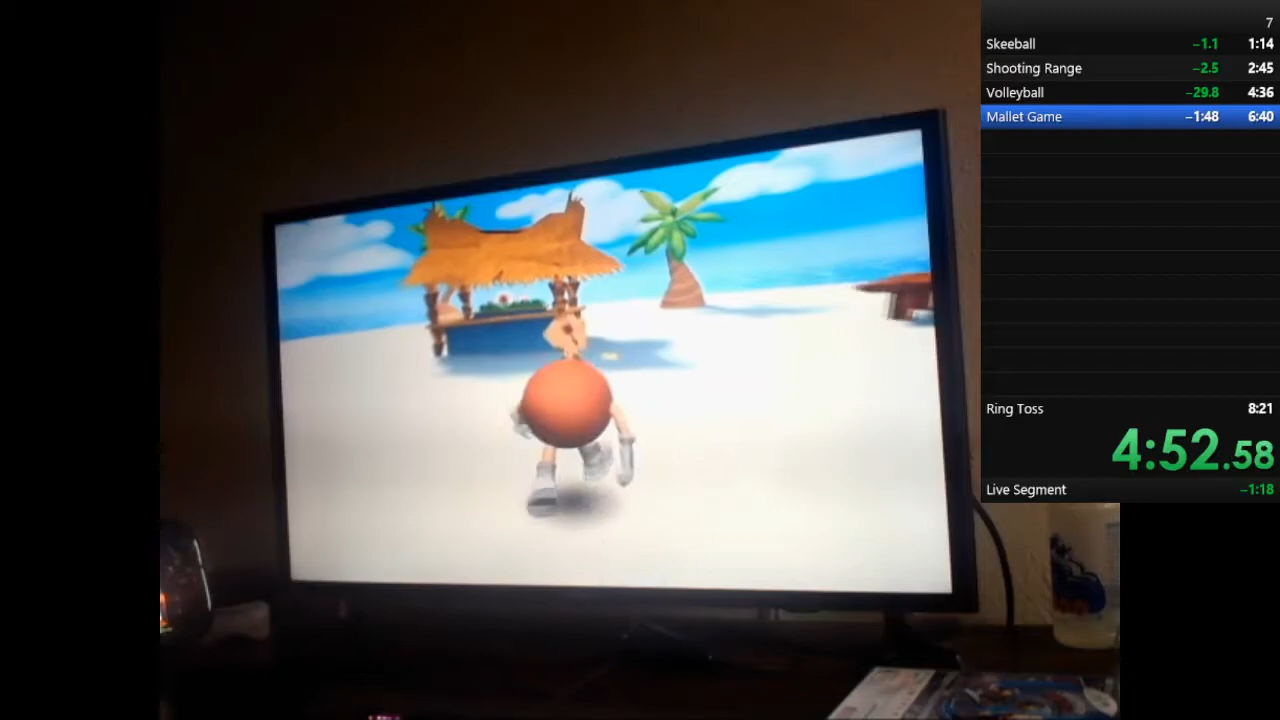 7
Skeeball −1.1 1:14
Shooting Range −2.5 2:45
Volleyball −29.8 4:36
Mallet Game −1:48 6:40
Ring Toss 8:21
4:52.58
Live Segment −1:18